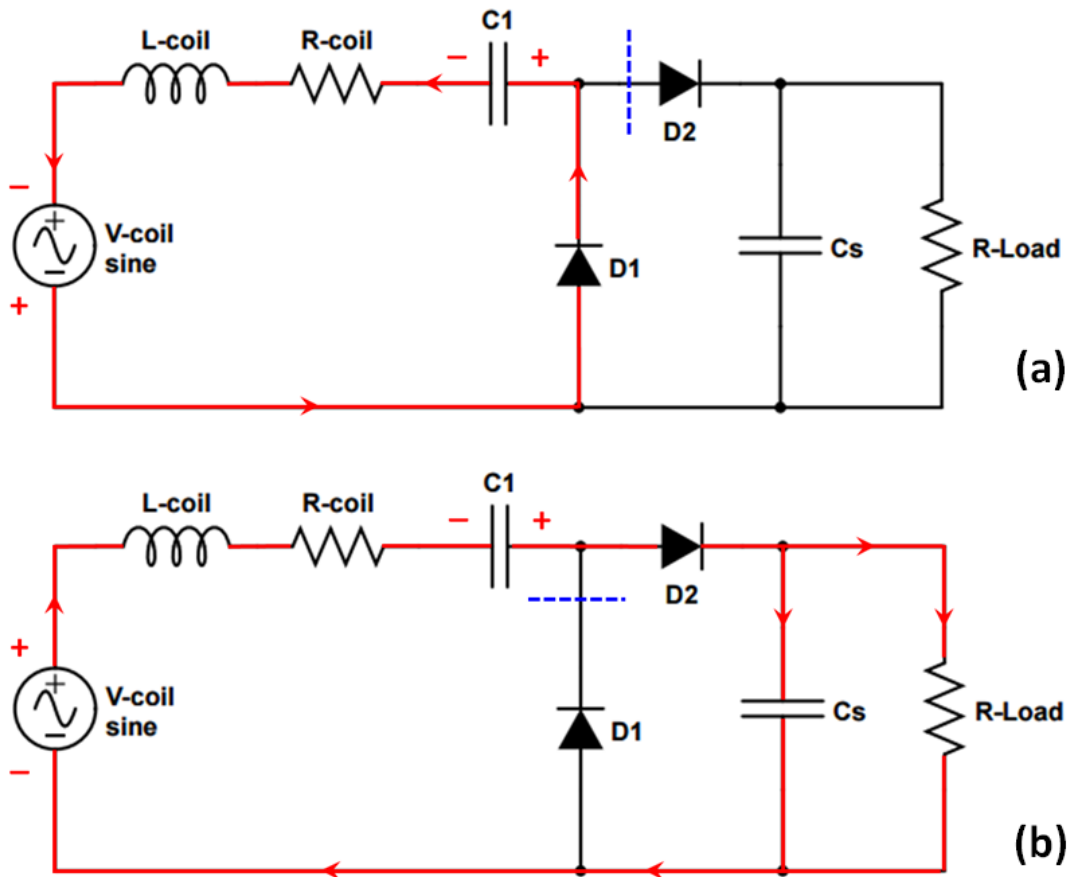 C1
L-coil
R-coil
− +
D2
−
+
−
V-coil
sine
+
D1
Cs
R-Load
(a)
C1
L-coil
R-coil
− +
D2
+
+
−
V-coil
sine
−
D1
Cs
R-Load
(b)